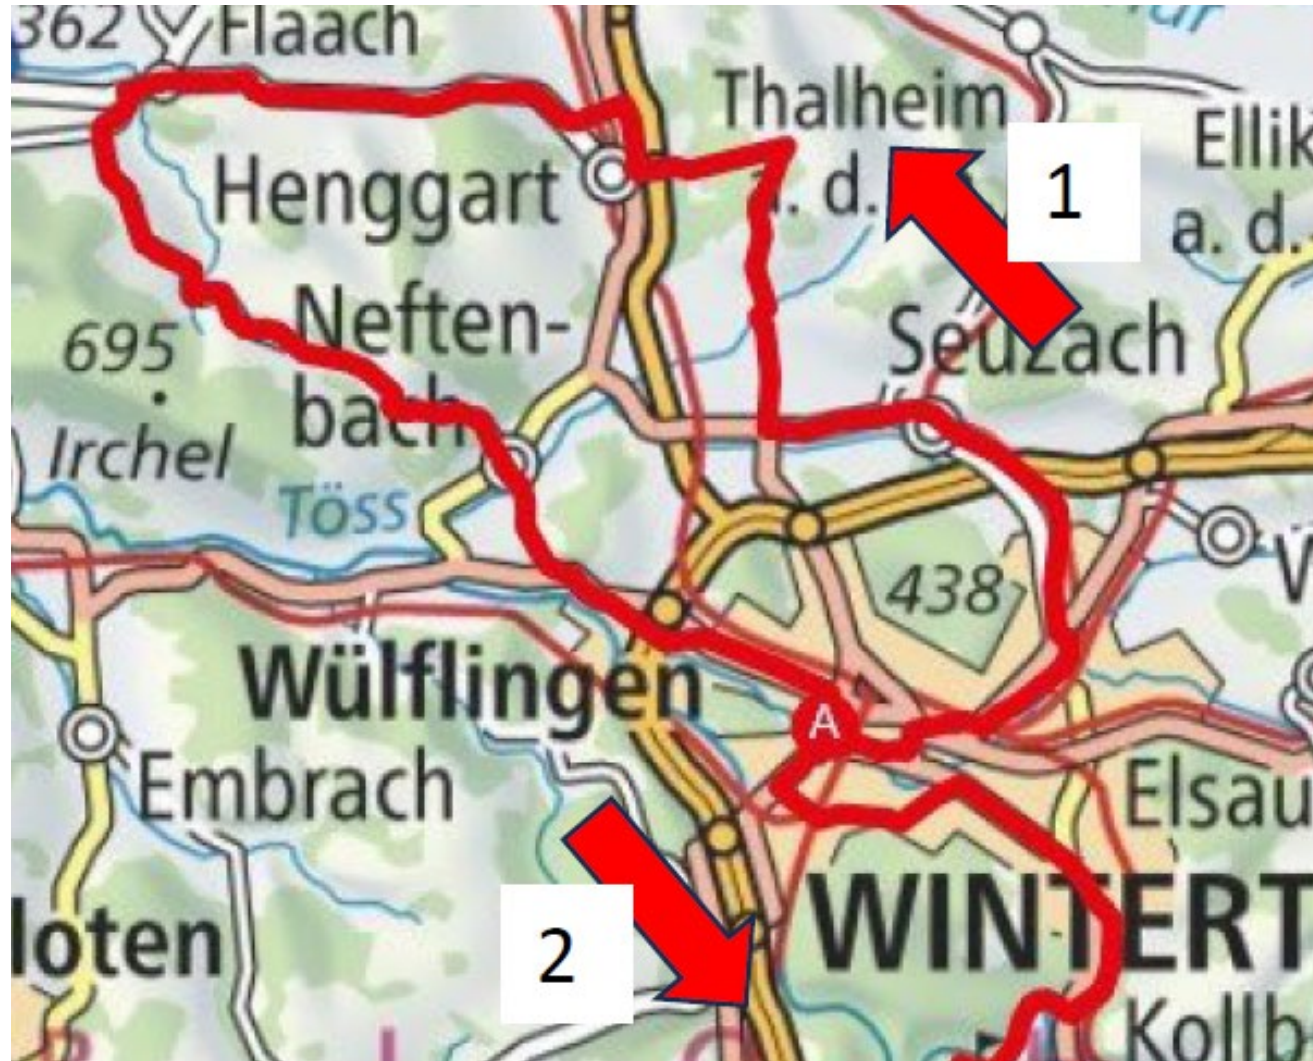 362
Flaach
Thalheim
a. d.
1
Ellik
a. d.
Henggart
Neften-
bach
695
Irchel
Töss
Seuzach
438
Wülflingen
A
Embrach
Elsau
loten
2
WINTERT
Kollb